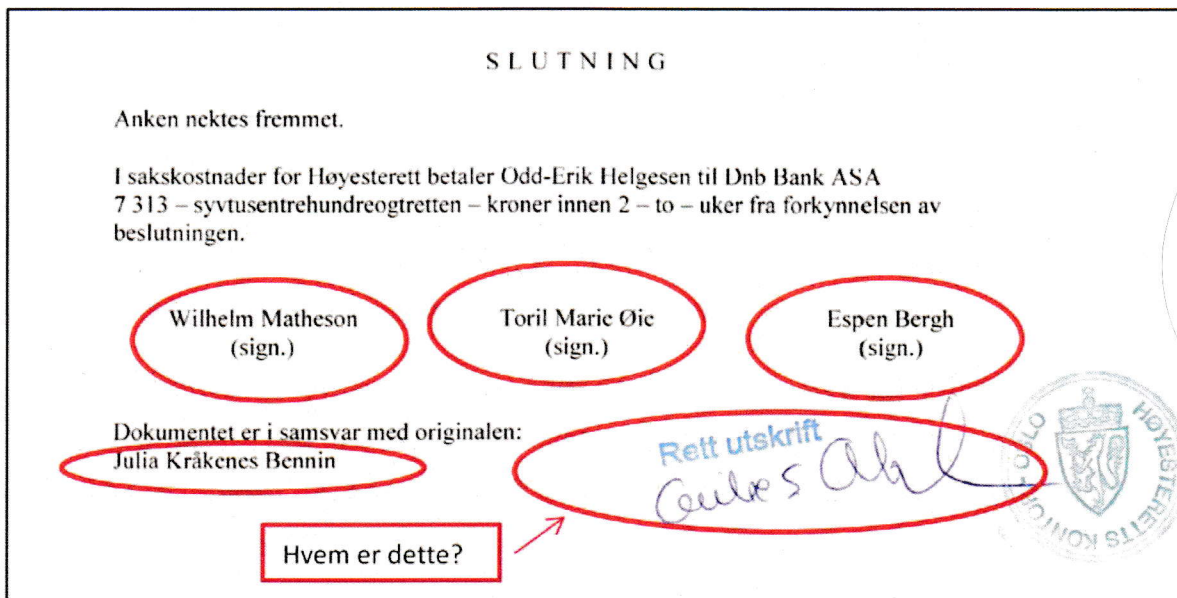 SLUTNING
Anken nektes fremmet.
I sakskostnader for Høyesterett betaler Odd-Erik Helgesen til Dnb Bank ASA
7 313 – syvtusentrehundreogtretten – kroner innen 2 – to – uker fra forkynnelsen av
beslutningen.
Wilhelm Matheson
(sign.)
Toril Marie Øie
(sign.)
Espen Bergh
(sign.)
Dokumentet er i samsvar med originalen:
Julia Kråkenes Bennin
Rett utskrift
HØYESTERETTS KONTOR OSLO
Hvem er dette?